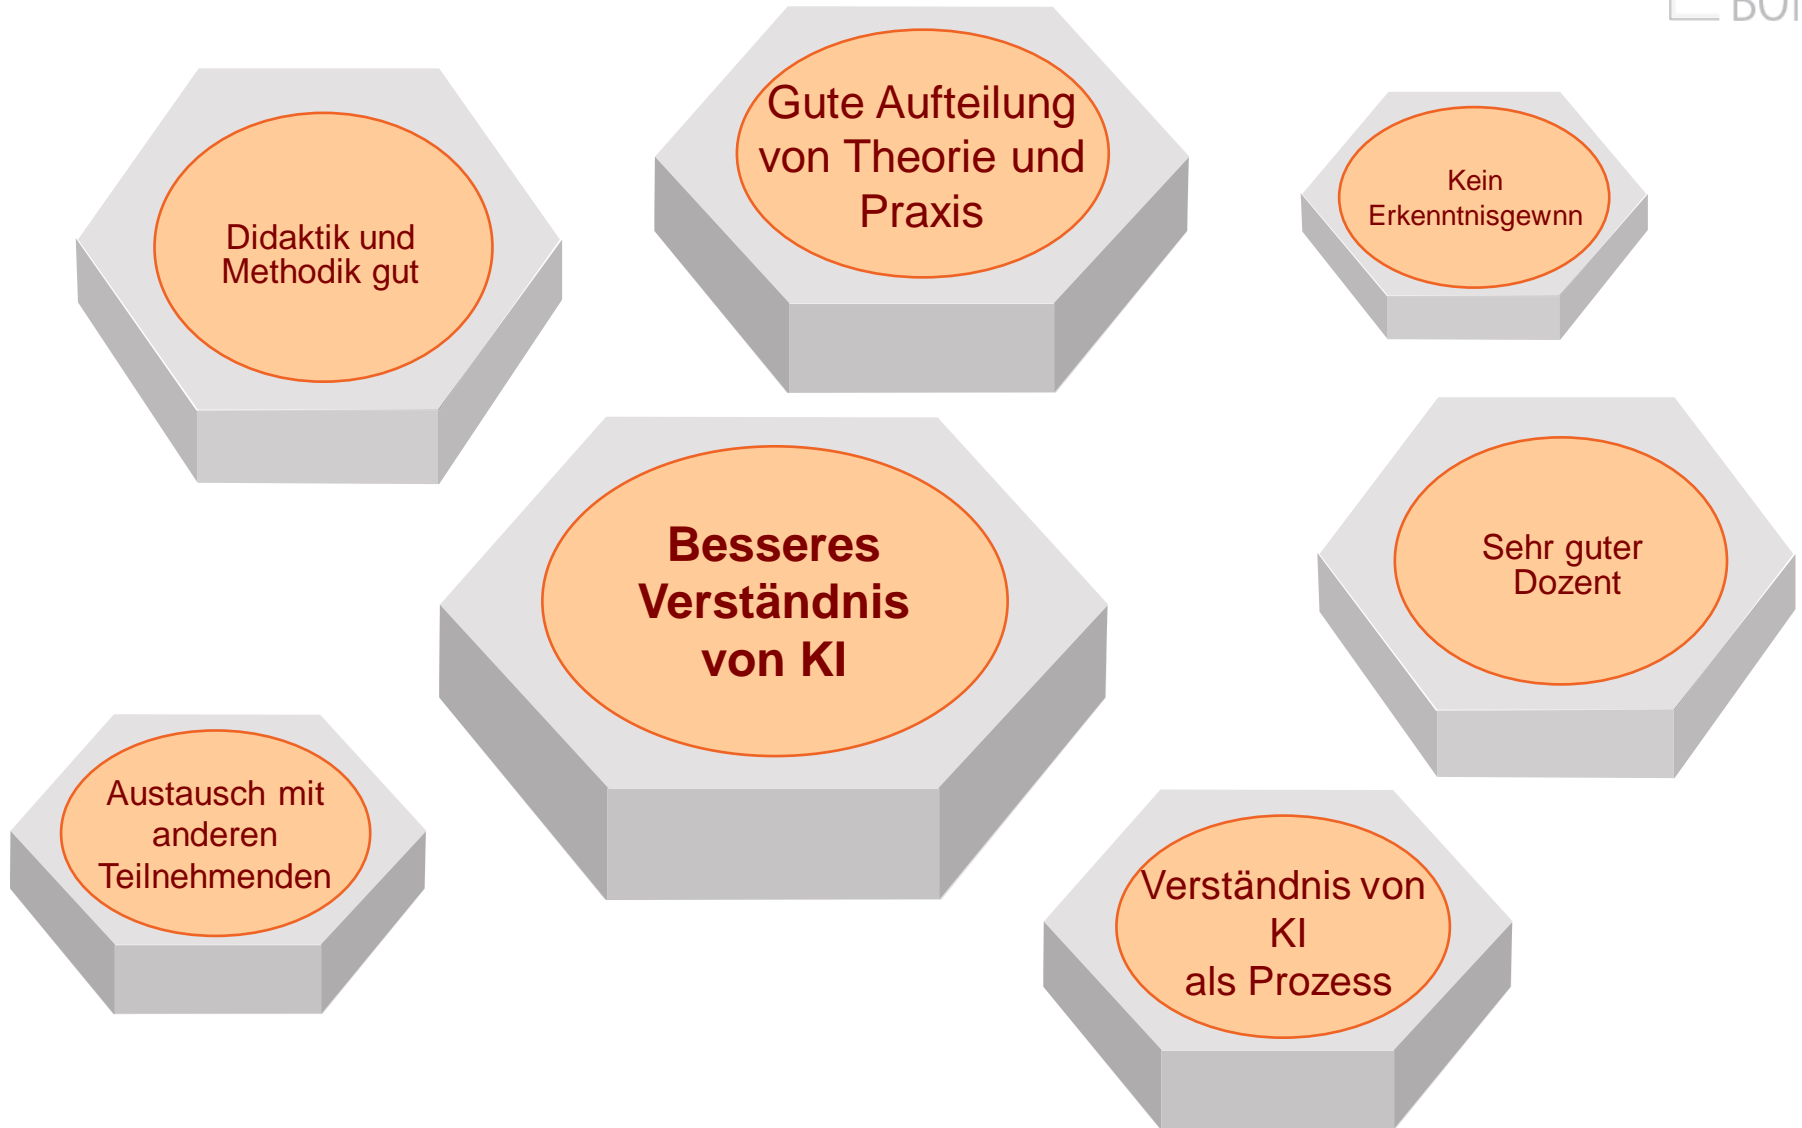 Gute Aufteilung
von Theorie und
Praxis
Kein
Erkenntnisgewnn
Didaktik und
Methodik gut
Besseres
Verständnis
von KI
Sehr guter
Dozent
Austausch mit
anderen
Teilnehmenden
Verständnis von
KI
als Prozess